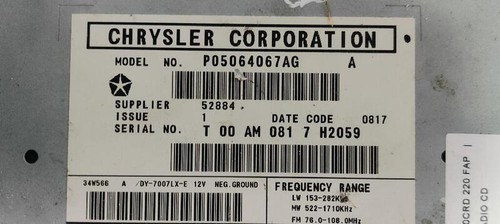 CHRYSLER CORPORATION
MODEL NO. P05064067AG A
SUPPLIER 52884
ISSUE 1 DATE CODE 0817
SERIAL NO. T 00 AM 081 7 H2059
34W566 A /DY-7007LX-E 12V NEG.GROUND
FREQUENCY RANGE
LW 153-282KHz
MW 522-1710KHz
FM 76.0-108.0MHz
0CRD 220 FAP
ADIO CD